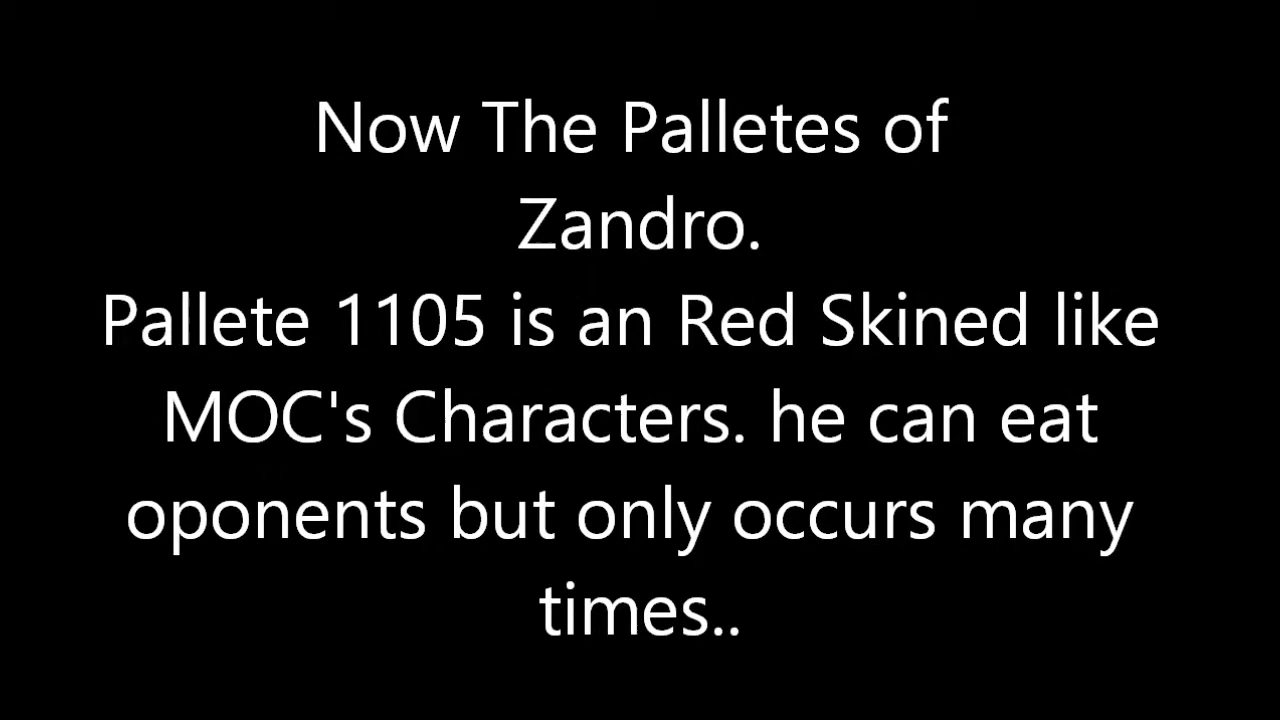 Now The Palletes of
Zandro.
Pallete 1105 is an Red Skined like
MOC's Characters. he can eat
oponents but only occurs many
times..